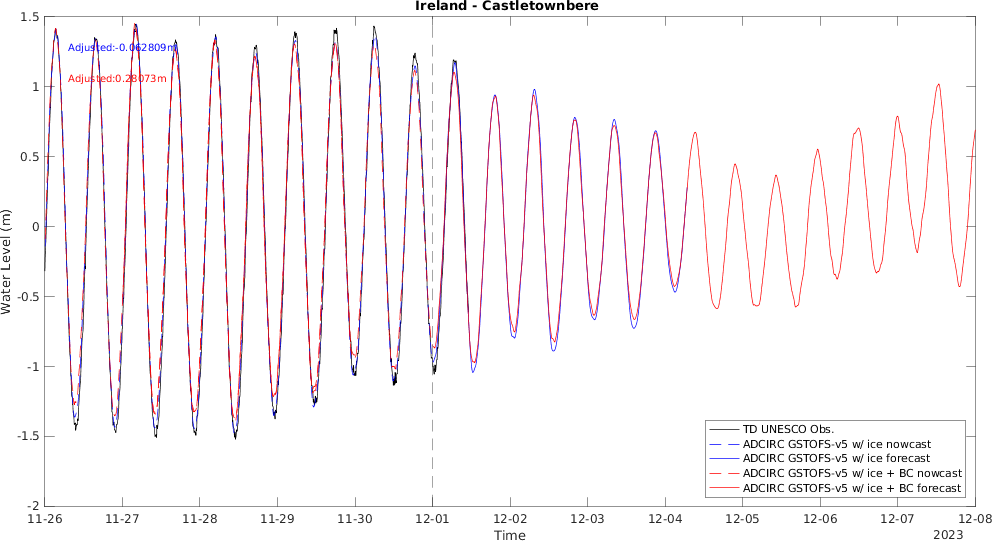 Ireland - Castletownbere
Adjusted:-0.062809m
Adjusted:0.28073m
Water Level (m)
1.5
1
0.5
0
-0.5
-1
-1.5
-2
TD UNESCO Obs.
ADCIRC GSTOFS-v5 w/ ice nowcast
ADCIRC GSTOFS-v5 w/ ice forecast
ADCIRC GSTOFS-v5 w/ ice + BC nowcast
ADCIRC GSTOFS-v5 w/ ice + BC forecast
11-26 11-27 11-28 11-29 11-30 12-01 12-02 12-03 12-04 12-05 12-06 12-07 12-08
Time
2023